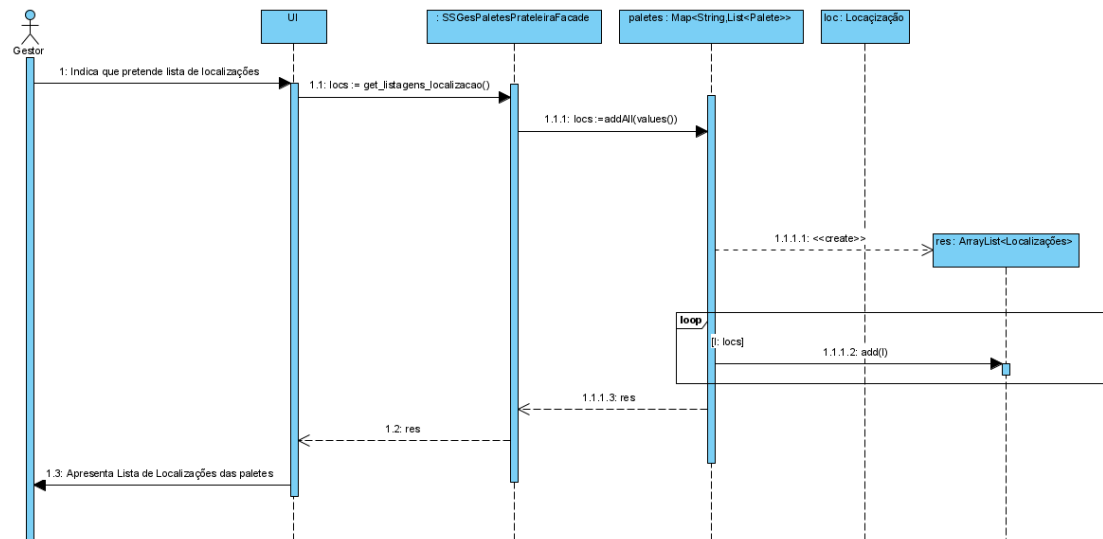 UI
: SSGesPaletesPrateleiraFacade
paletes : Map<String,List<Palete>>
loc : Locaçização
Gestor
1: Indica que pretende lista de localizações
1.1: locs := get_listagens_localizacao()
1.1.1: locs :=addAll(values())
1.1.1.1: <<create>>
res : ArrayList<Localizações>
loop
[l: locs]
1.1.1.2: add(l)
1.1.1.3: res
1.2: res
1.3: Apresenta Lista de Localizações das paletes